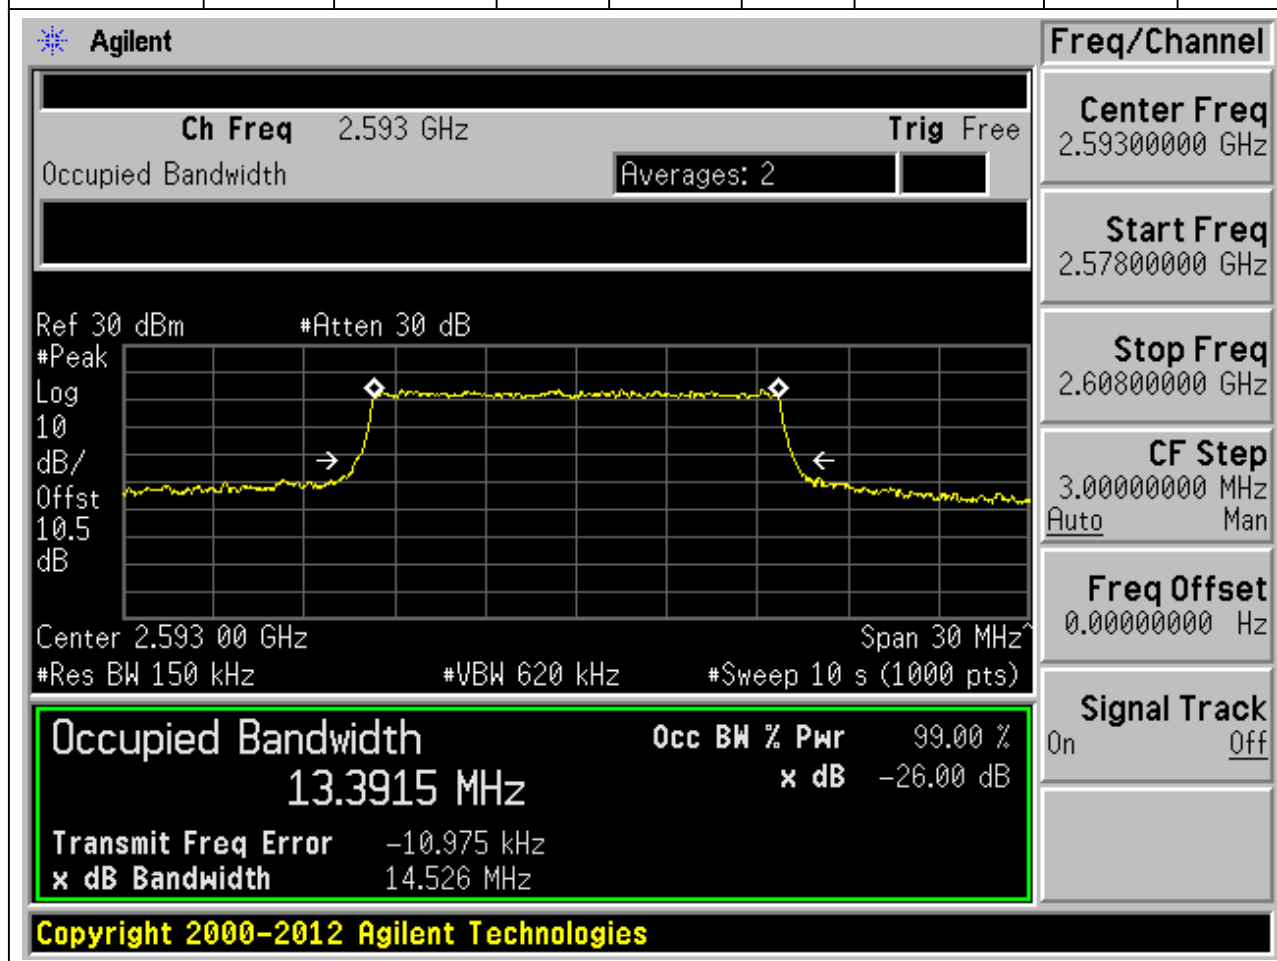 Agilent
Freq/Channel
Ch Freq 2.593 GHz Trig Free
Occupied Bandwidth Averages: 2
Center Freq
2.59300000 GHz
Start Freq
2.57800000 GHz
Stop Freq
2.60800000 GHz
CF Step
3.00000000 MHz
Auto Man
Freq Offset
0.00000000 Hz
Signal Track
On Off
Ref 30 dBm #Atten 30 dB
#Peak
Log
10
dB/
Offst
10.5
dB
Center 2.593 00 GHz Span 30 MHz^
#Res BW 150 kHz #VBW 620 kHz #Sweep 10 s (1000 pts)
Occupied Bandwidth Occ BW % Pwr 99.00 %
13.3915 MHz x dB -26.00 dB
Transmit Freq Error -10.975 kHz
x dB Bandwidth 14.526 MHz
Copyright 2000-2012 Agilent Technologies